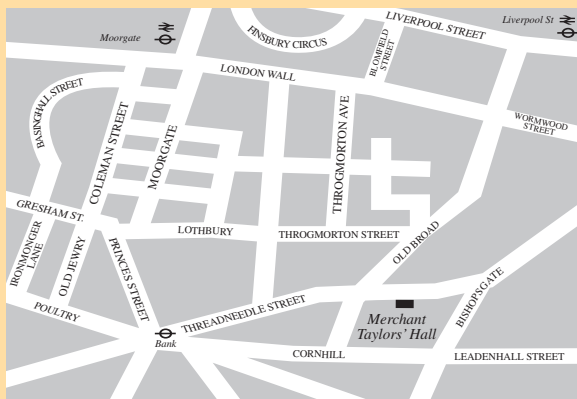 Moorgate
Liverpool St
LIVERPOOL STREET
FINSBURY CIRCUS
BLOMFIELD
STREET
LONDON WALL
BASINGHALL STREET
WORMWOOD
STREET
COLEMAN STREET
MOORGATE
THROGMORTON AVE
GRESHAM ST.
LOTHBURY
THROGMORTON STREET
OLD BROAD
IRONMONGER
LANE
OLD JEWRY
PRINCES STREET
BISHOPSGATE
POULTRY
THREADNEEDLE STREET
Merchant
Taylors' Hall
Bank
CORNHILL
LEADENHALL STREET